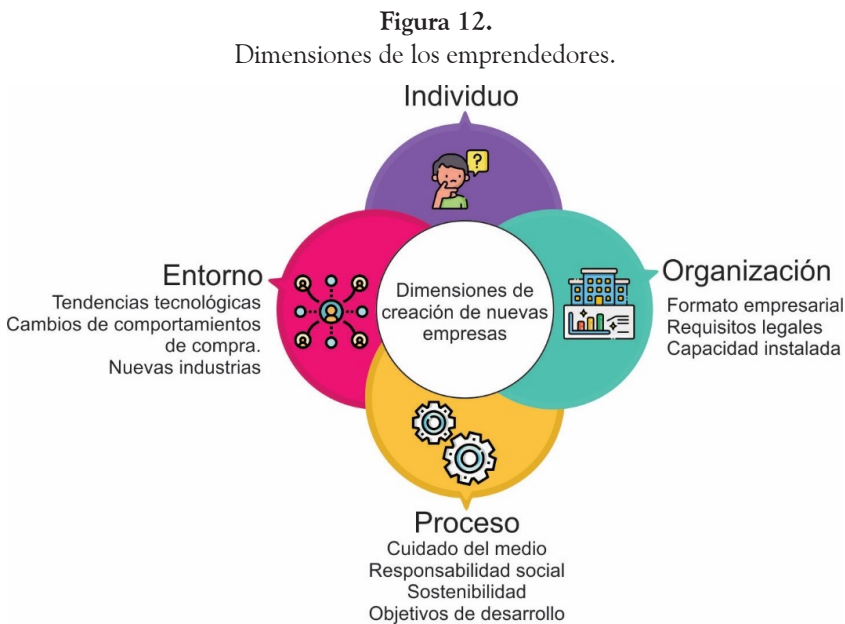 Figura 12.
Dimensiones de los emprendedores.
Individuo
?
Entorno
Tendencias tecnológicas
Cambios de comportamientos
de compra.
Nuevas industrias
Dimensiones de
creación de nuevas
empresas
Organización
Formato empresarial
Requisitos legales
Capacidad instalada
Proceso
Cuidado del medio
Responsabilidad social
Sostenibilidad
Objetivos de desarrollo